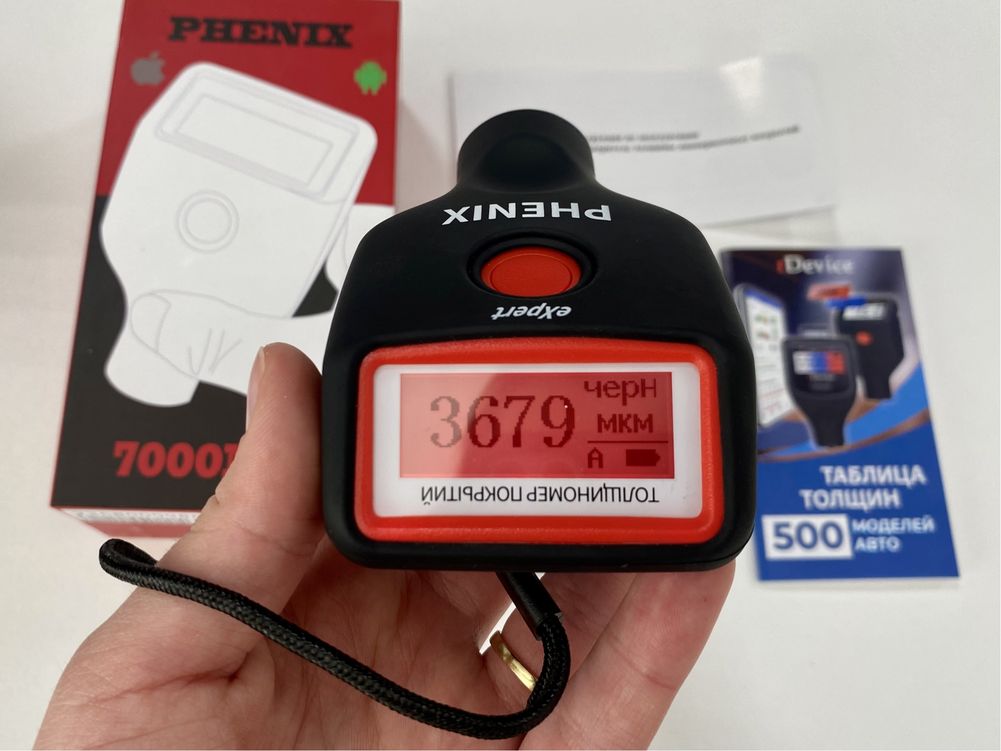 PHENIX
7000
PHENIX
eXpert
3679
черн
мкм
A
ТОЛЩИНОМЕР ПОКРЫТИЙ
iDevice
ТАБЛИЦА
ТОЛЩИН
500 МОДЕЛЕЙ
АВТО